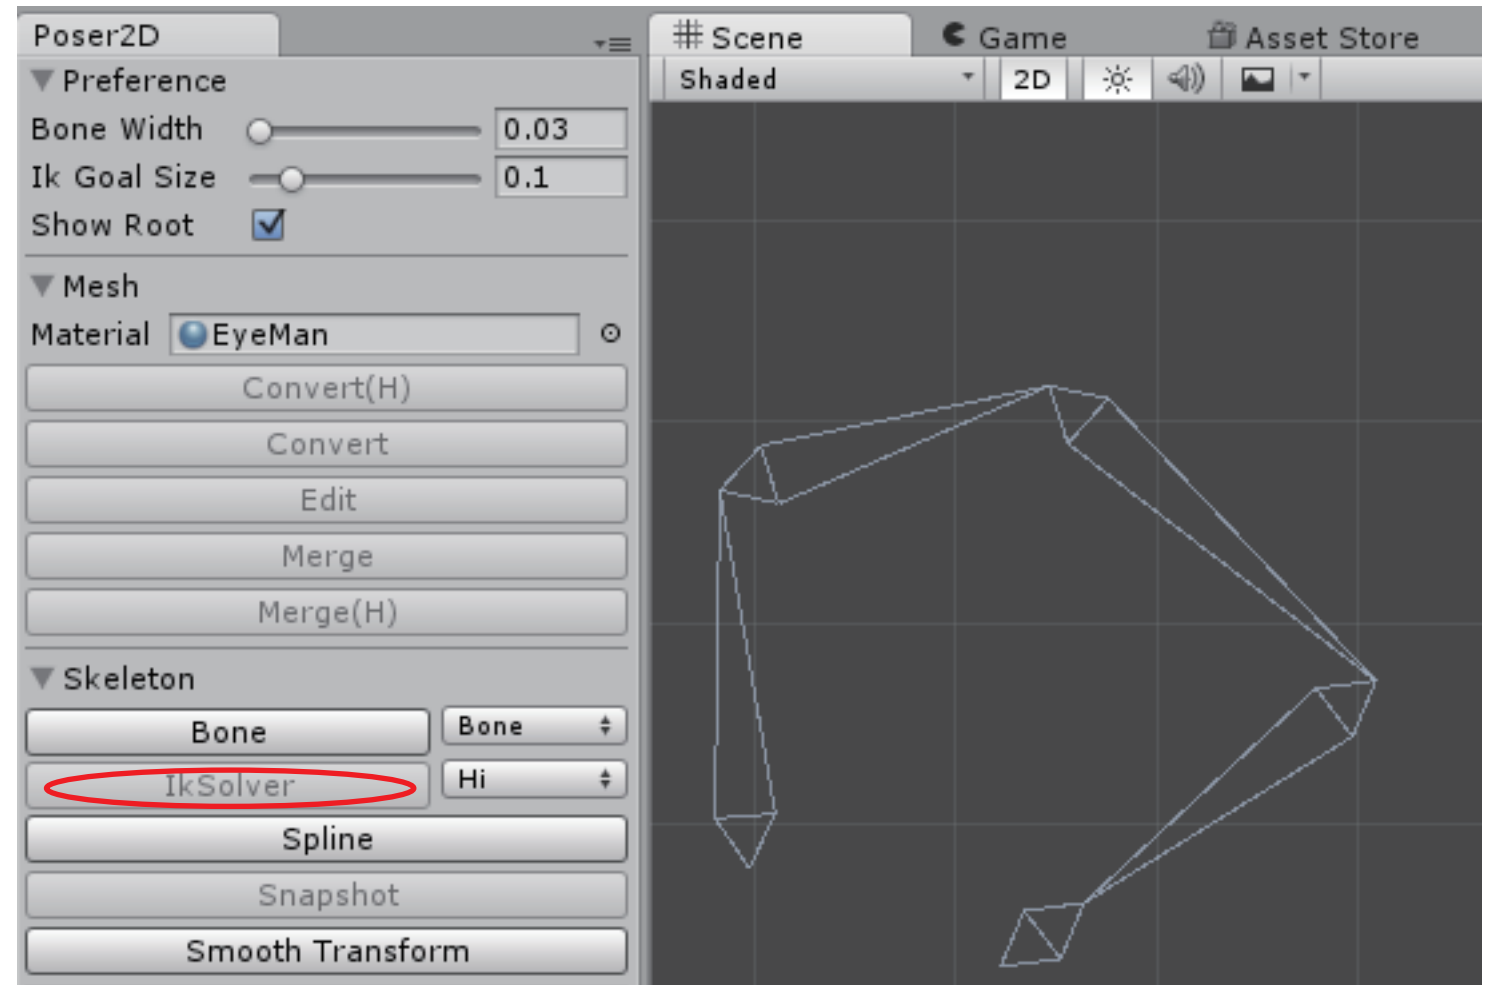 Poser2D
Preference
Bone Width 0.03
Ik Goal Size 0.1
Show Root
Mesh
Material EyeMan
Convert(H)
Convert
Edit
Merge
Merge(H)
Skeleton
Bone Bone
IkSolver Hi
Spline
Snapshot
Smooth Transform
Scene Game Asset Store
Shaded 2D